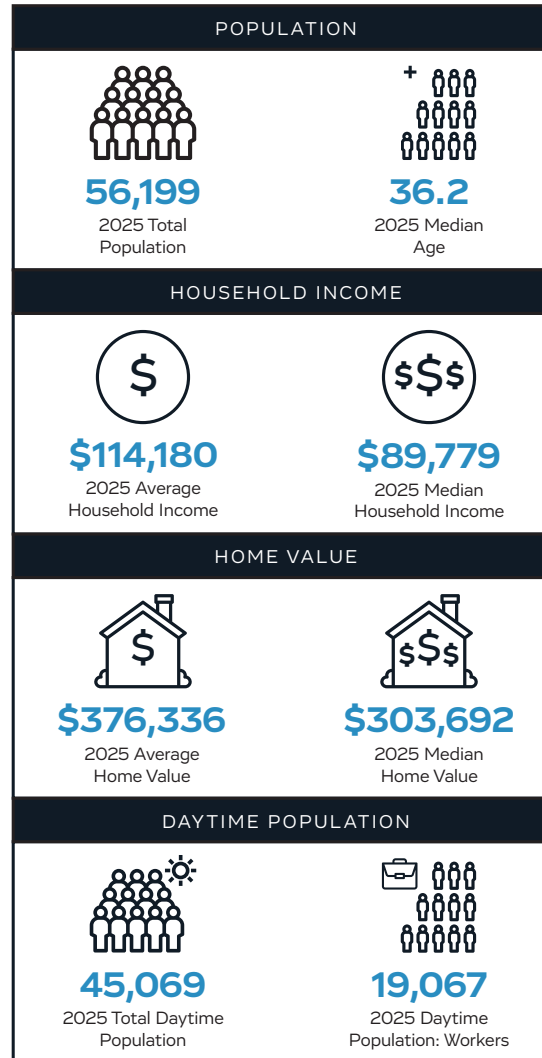 POPULATION
56,199
2025 Total
Population
36.2
2025 Median
Age
HOUSEHOLD INCOME
$
$$$
$114,180
2025 Average
Household Income
$89,779
2025 Median
Household Income
HOME VALUE
$
$$$
$376,336
2025 Average
Home Value
$303,692
2025 Median
Home Value
DAYTIME POPULATION
45,069
2025 Total Daytime
Population
19,067
2025 Daytime
Population: Workers